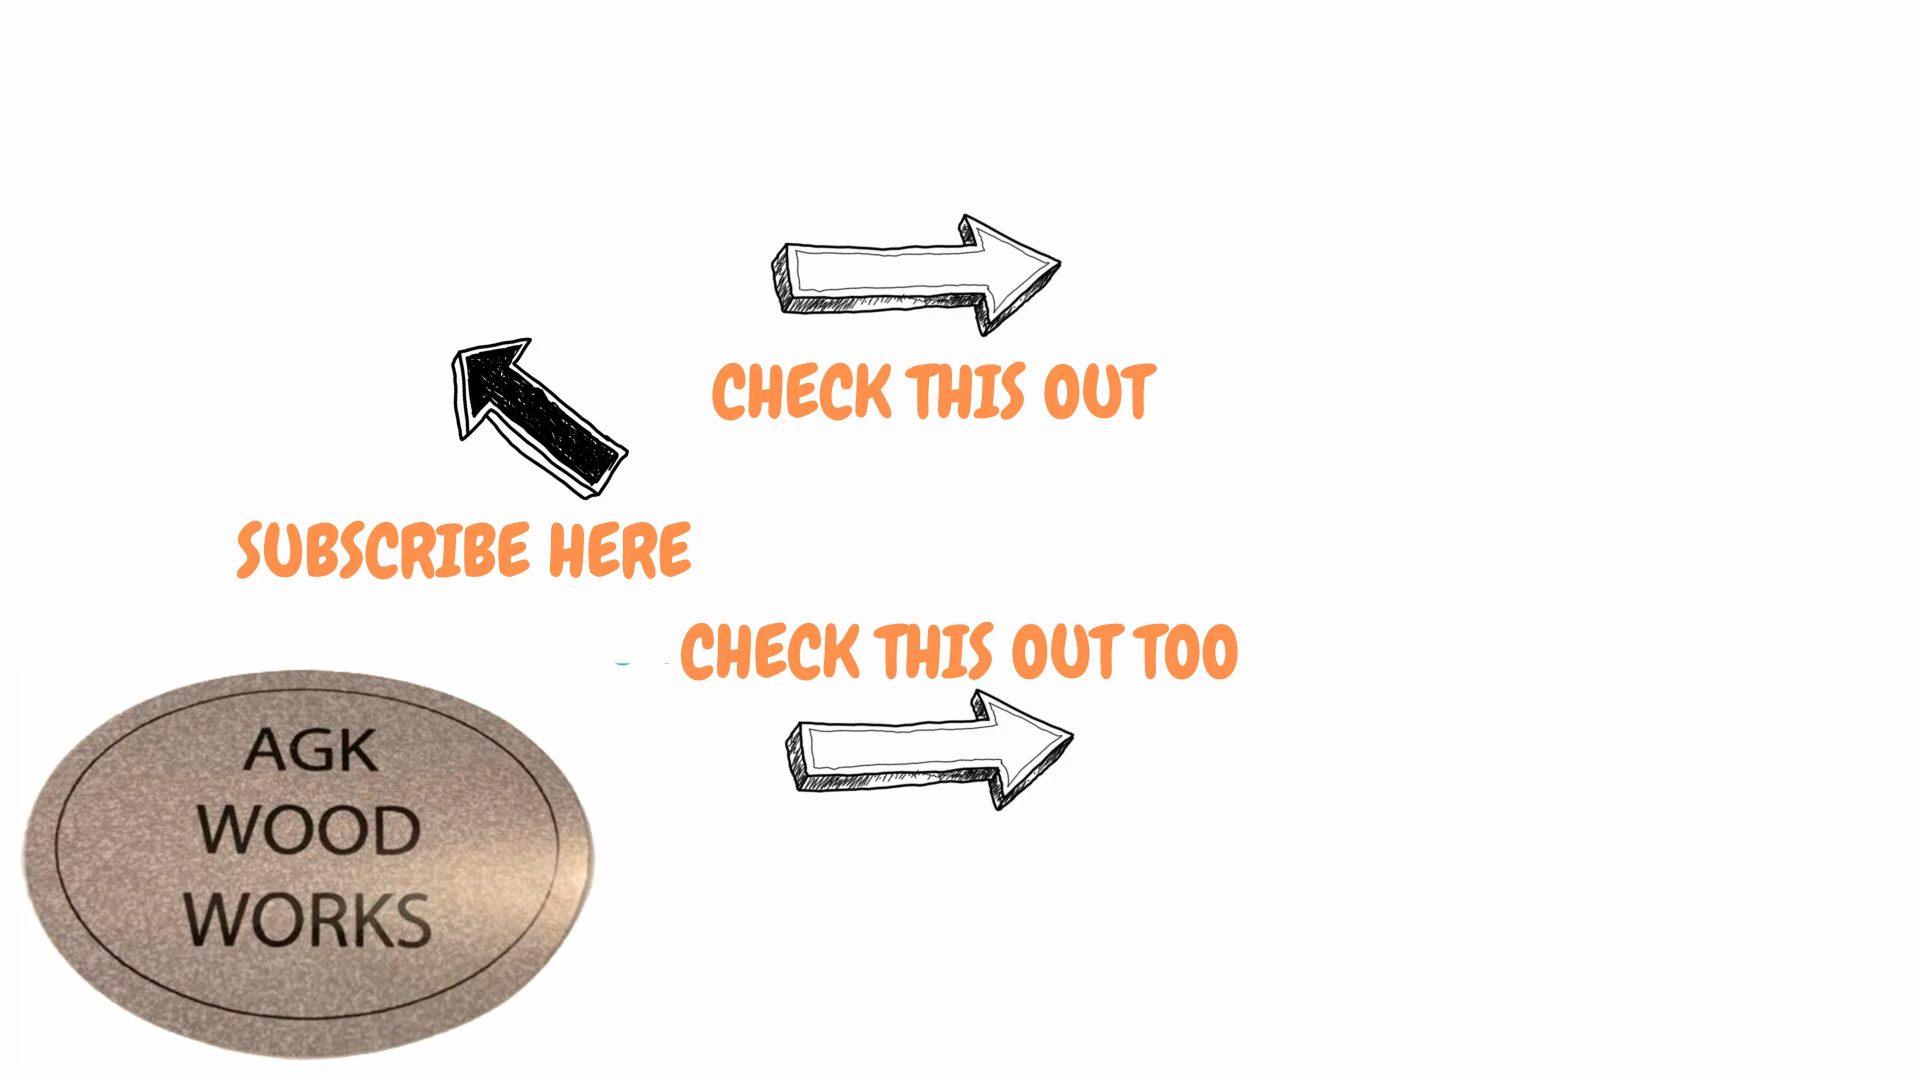 CHECK THIS OUT
SUBSCRIBE HERE
CHECK THIS OUT TOO
AGK
WOOD
WORKS